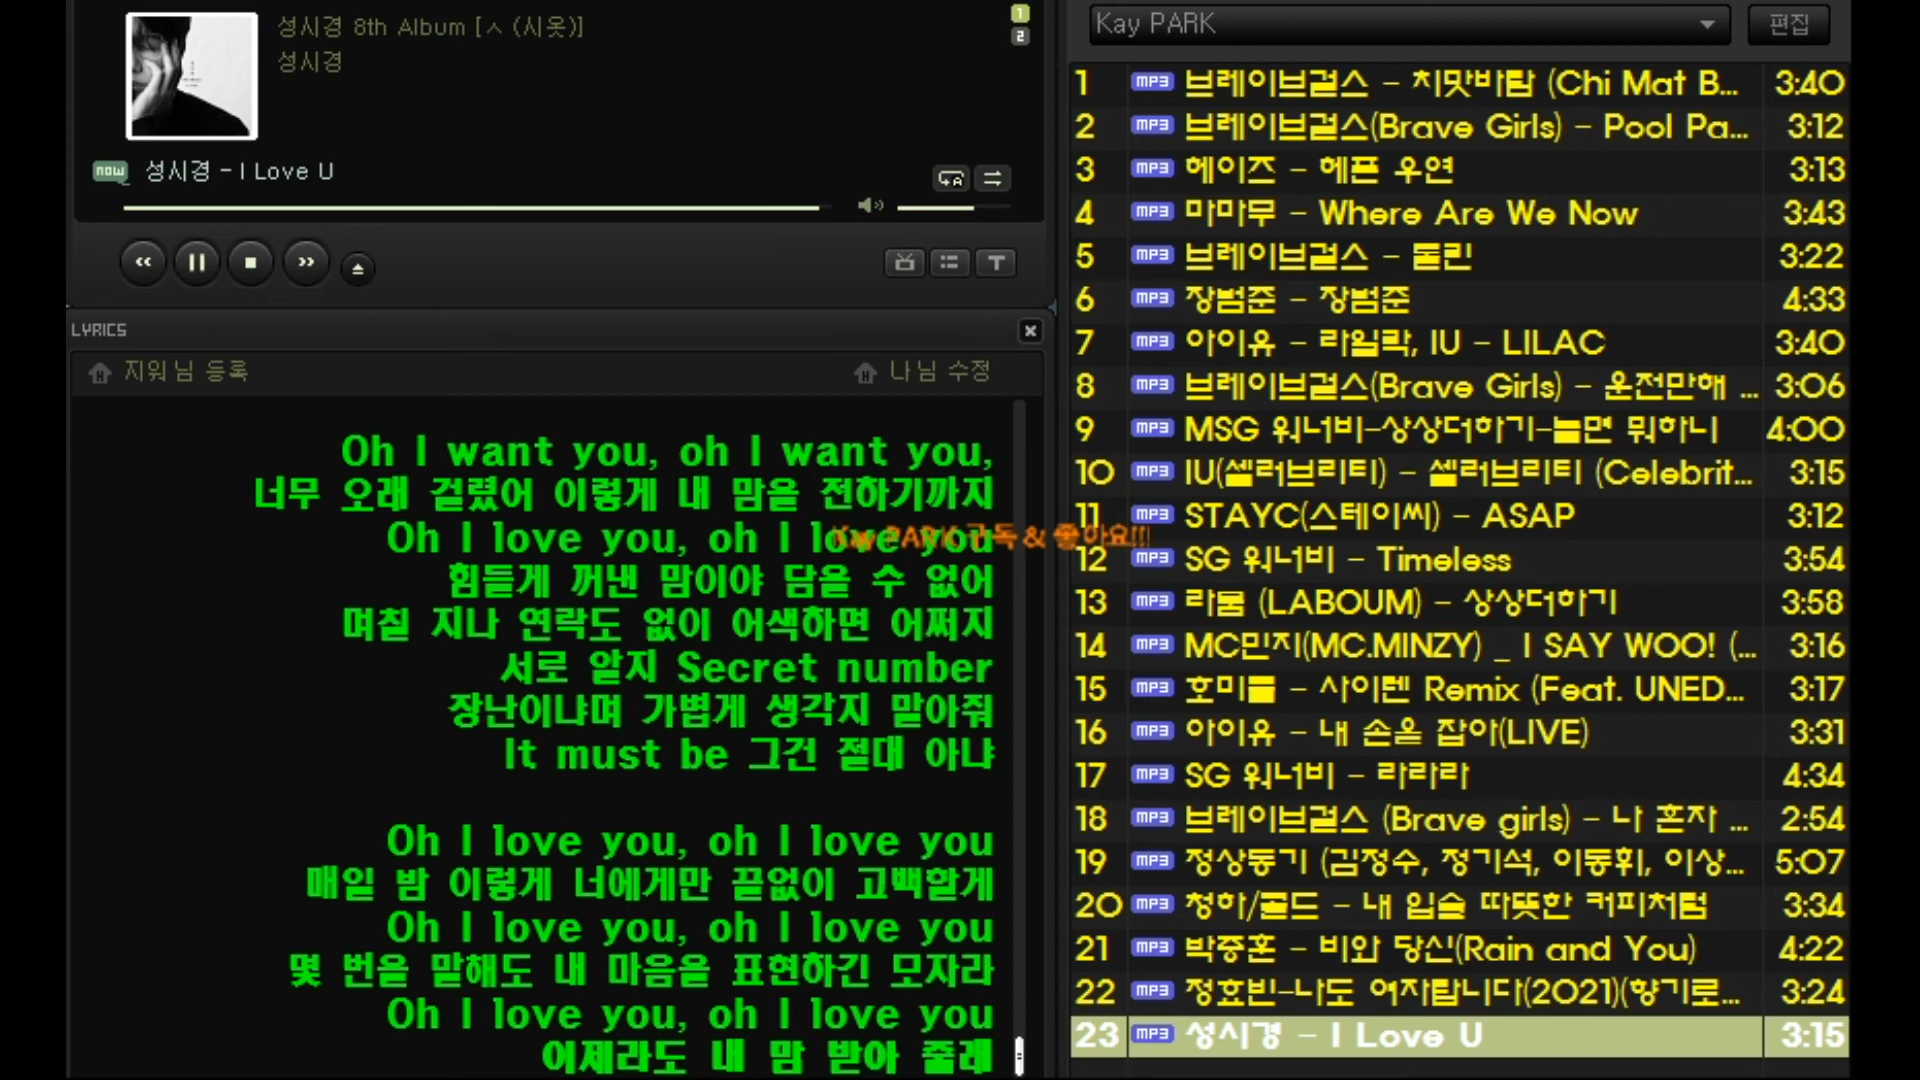 성시경 8th Album [ㅅ (시옷)]
성시경
1
2
now 성시경 - I Love U
LYRICS
지워 님 등록
나 님 수정
Oh I want you, oh I want you,
너무 오래 걸렸어 이렇게 내 맘을 전하기까지
Oh I love you, oh I love you
힘들게 꺼낸 맘이야 담을 수 없어
며칠 지나 연락도 없이 어색하면 어쩌지
서로 알지 Secret number
장난이냐며 가볍게 생각지 말아줘
It must be 그건 절대 아냐
Oh I love you, oh I love you
매일 밤 이렇게 너에게만 끝없이 고백할게
Oh I love you, oh I love you
몇 번을 말해도 내 마음을 표현하긴 모자라
Oh I love you, oh I love you
이제라도 내 맘 받아 줄래
Kay PARK 구독 & 좋아요!!
Kay PARK
편집
1 MP3 브레이브걸스 - 치맛바람 (Chi Mat B... 3:40
2 MP3 브레이브걸스(Brave Girls) - Pool Pa... 3:12
3 MP3 헤이즈 - 헤픈 우연 3:13
4 MP3 마마무 - Where Are We Now 3:43
5 MP3 브레이브걸스 - 돌린 3:22
6 MP3 장범준 - 장범준 4:33
7 MP3 아이유 - 라일락, IU - LILAC 3:40
8 MP3 브레이브걸스(Brave Girls) - 운전만해 ... 3:06
9 MP3 MSG 워너비-상상더하기-놀면 뭐하니 4:00
10 MP3 IU(셀러브리티) - 셀러브리티 (Celebrit... 3:15
11 MP3 STAYC(스테이씨) - ASAP 3:12
12 MP3 SG 워너비 - Timeless 3:54
13 MP3 라붐 (LABOUM) - 상상더하기 3:58
14 MP3 MC민지(MC.MINZY) _ I SAY WOO! (... 3:16
15 MP3 호미들 - 사이렌 Remix (Feat. UNED... 3:17
16 MP3 아이유 - 내 손을 잡아(LIVE) 3:31
17 MP3 SG 워너비 - 라라라 4:34
18 MP3 브레이브걸스 (Brave girls) - 나 혼자 ... 2:54
19 MP3 정상동기 (김정수, 정기석, 이동휘, 이상... 5:07
20 MP3 청하/콜드 - 내 입술 따뜻한 커피처럼 3:34
21 MP3 박중훈 - 비와 당신(Rain and You) 4:22
22 MP3 정효빈-나도 여자랍니다(2021)(향기로... 3:24
23 MP3 성시경 - I Love U 3:15